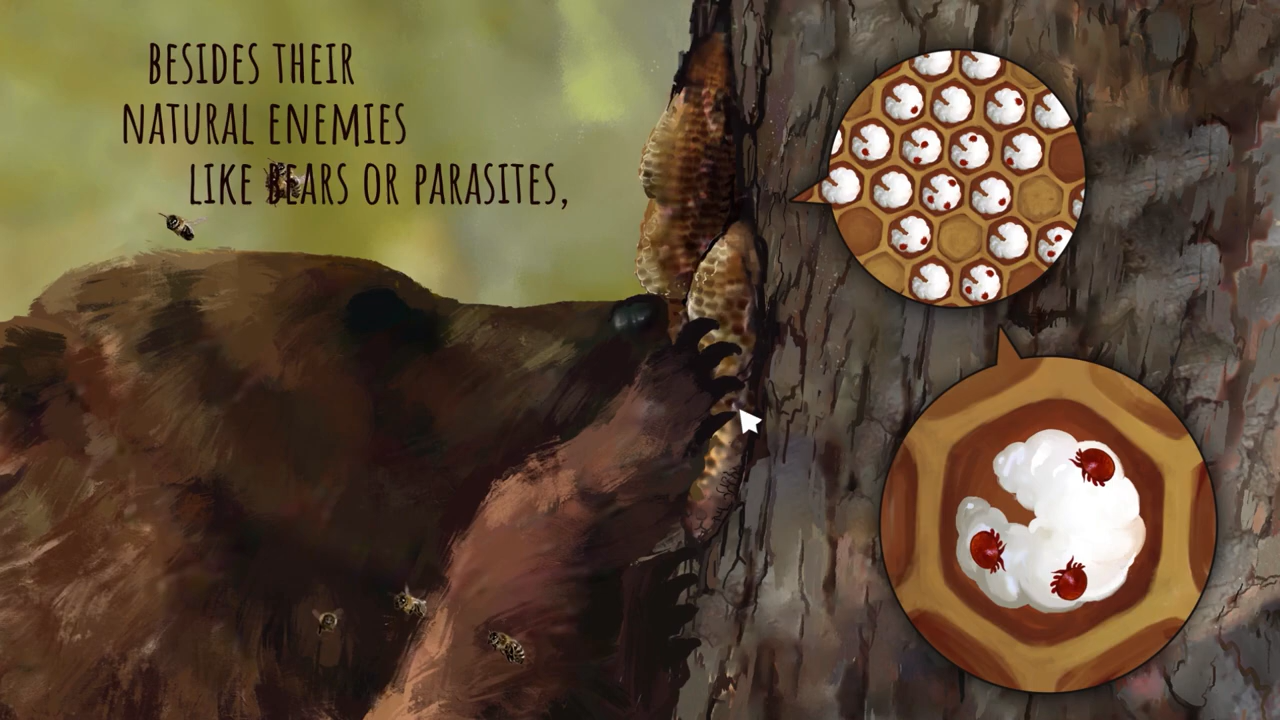 BESIDES THEIR
NATURAL ENEMIES
LIKE BEARS OR PARASITES,